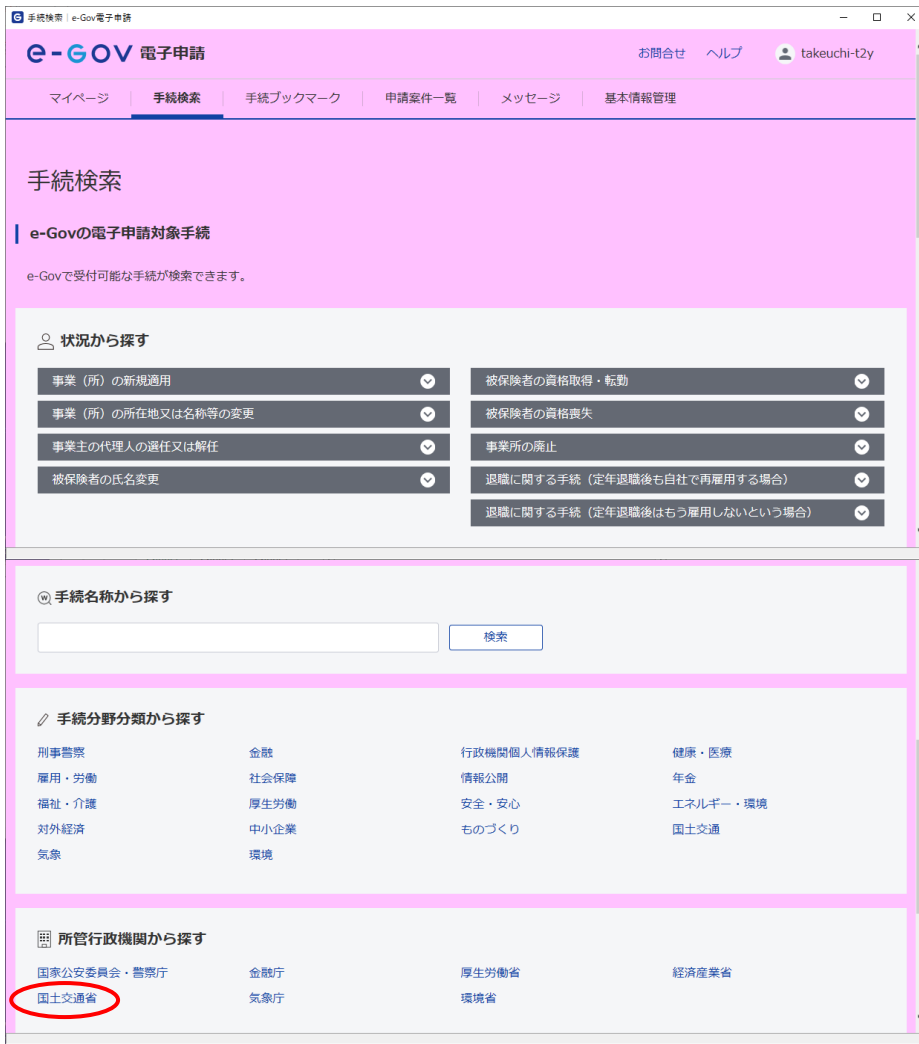 手続検索 | e-Gov電子申請
e-GOV 電子申請 お問合せ ヘルプ takeuchi-t2y
マイページ 手続検索 手続ブックマーク 申請案件一覧 メッセージ 基本情報管理
手続検索
e-Govの電子申請対象手続
e-Govで受付可能な手続が検索できます。
状況から探す
事業（所）の新規適用 被保険者の資格取得・転勤
事業（所）の所在地又は名称等の変更 被保険者の資格喪失
事業主の代理人の選任又は解任 事業所の廃止
被保険者の氏名変更 退職に関する手続（定年退職後も自社で再雇用する場合）
退職に関する手続（定年退職後はもう雇用しないという場合）
手続名称から探す
検索
手続分野分類から探す
刑事警察 金融 行政機関個人情報保護 健康・医療
雇用・労働 社会保障 情報公開 年金
福祉・介護 厚生労働 安全・安心 エネルギー・環境
対外経済 中小企業 ものづくり 国土交通
気象 環境
所管行政機関から探す
国家公安委員会・警察庁 金融庁 厚生労働省 経済産業省
国土交通省 気象庁 環境省